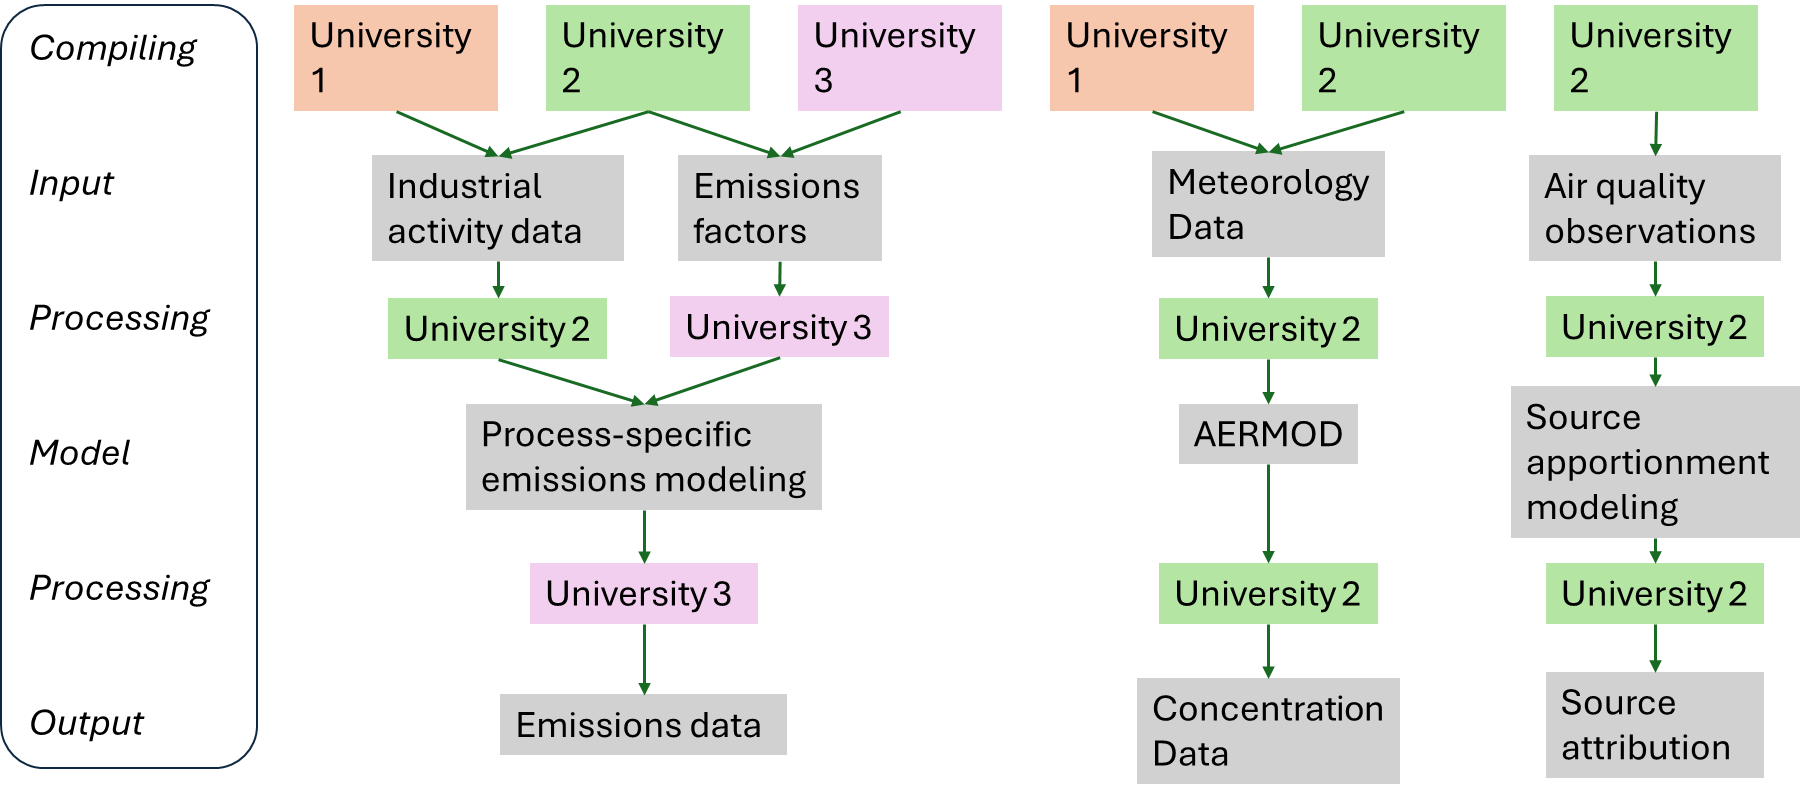 Compiling
University
1
University
2
University
3
University
1
University
2
University
2
Input
Industrial
activity data
Emissions
factors
Meteorology
Data
Air quality
observations
Processing
University 2
University 3
University 2
University 2
Model
Process-specific
emissions modeling
AERMOD
Source
apportionment
modeling
Processing
University 3
University 2
University 2
Output
Emissions data
Concentration
Data
Source
attribution